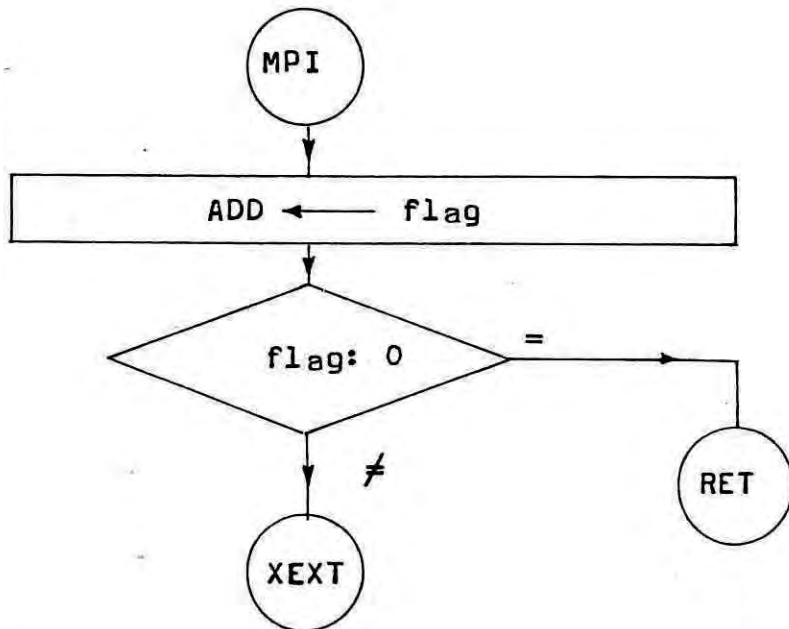 MPI
ADD ← flag
flag: 0
=
≠
RET
XEXT